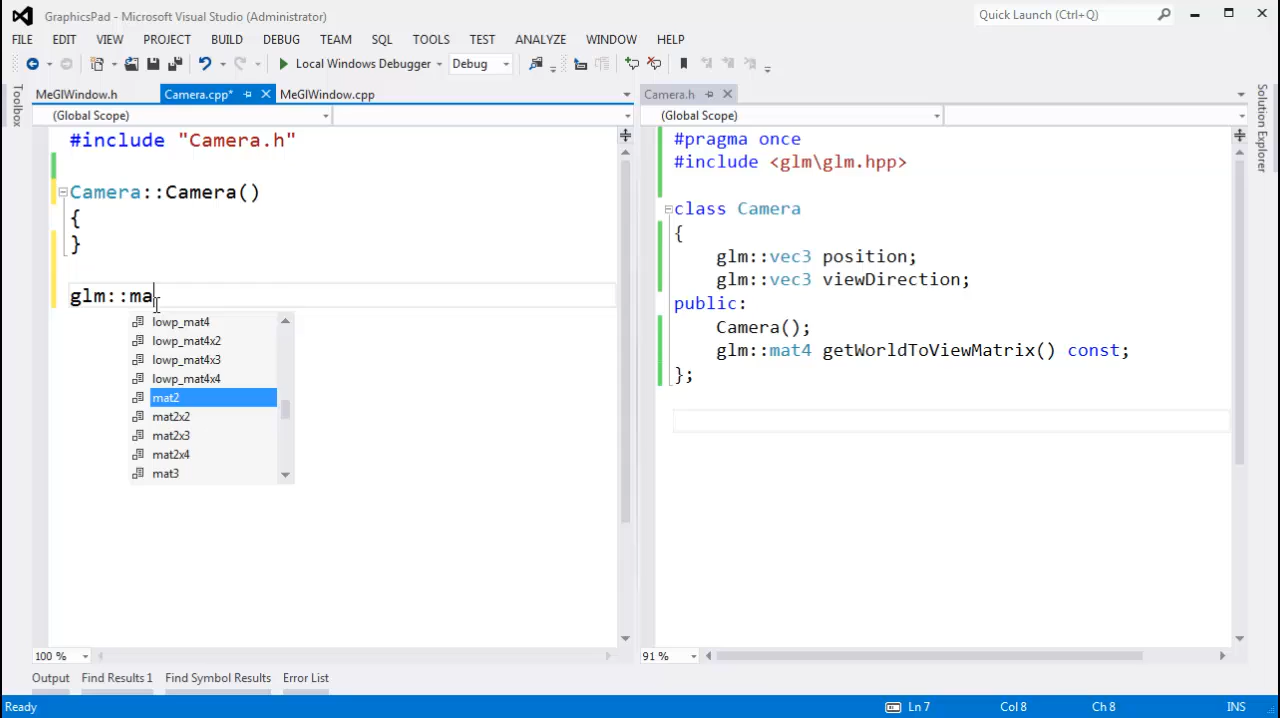 GraphicsPad - Microsoft Visual Studio (Administrator)
Quick Launch (Ctrl+Q)
FILE EDIT VIEW PROJECT BUILD DEBUG TEAM SQL TOOLS TEST ANALYZE WINDOW HELP
Local Windows Debugger Debug
Toolbox
MeGlWindow.h Camera.cpp* MeGlWindow.cpp
(Global Scope)
#include "Camera.h"
Camera::Camera()
{
}
glm::ma
lowp_mat4
lowp_mat4x2
lowp_mat4x3
lowp_mat4x4
mat2
mat2x2
mat2x3
mat2x4
mat3
100 %
Camera.h
(Global Scope)
#pragma once
#include <glm\glm.hpp>
class Camera
{
glm::vec3 position;
glm::vec3 viewDirection;
public:
Camera();
glm::mat4 getWorldToViewMatrix() const;
};
91 %
Solution Explorer
Output Find Results 1 Find Symbol Results Error List
Ready Ln 7 Col 8 Ch 8 INS